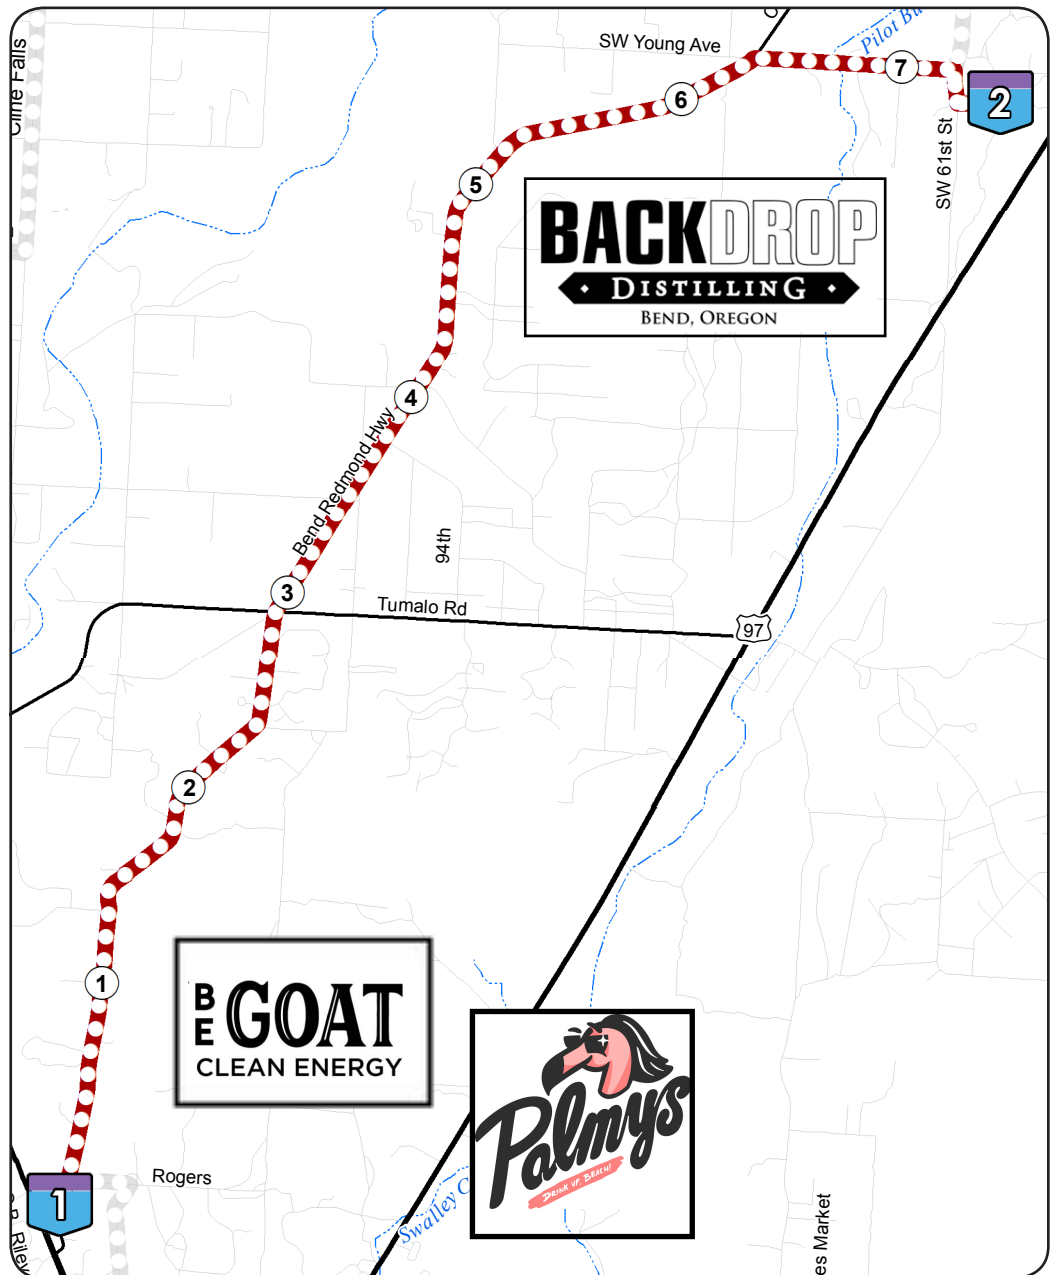 SW Young Ave
Pilot Bu
7
2
6
Cline Falls
SW 61st St
5
BACKDROP
DISTILLING
BEND, OREGON
4
Bend Redmond Hwy
94th
3
Tumalo Rd
97
2
1
BE GOAT
CLEAN ENERGY
Palmys
DRINK UP, BEACH!
Rogers
1
Swalley C
es Market
Riley